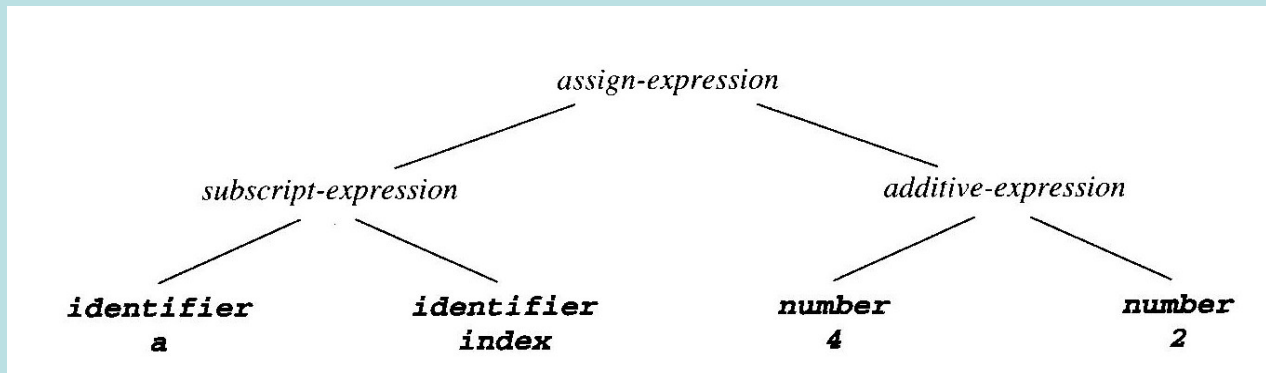 assign-expression
subscript-expression additive-expression
identifier identifier number number
a index 4 2